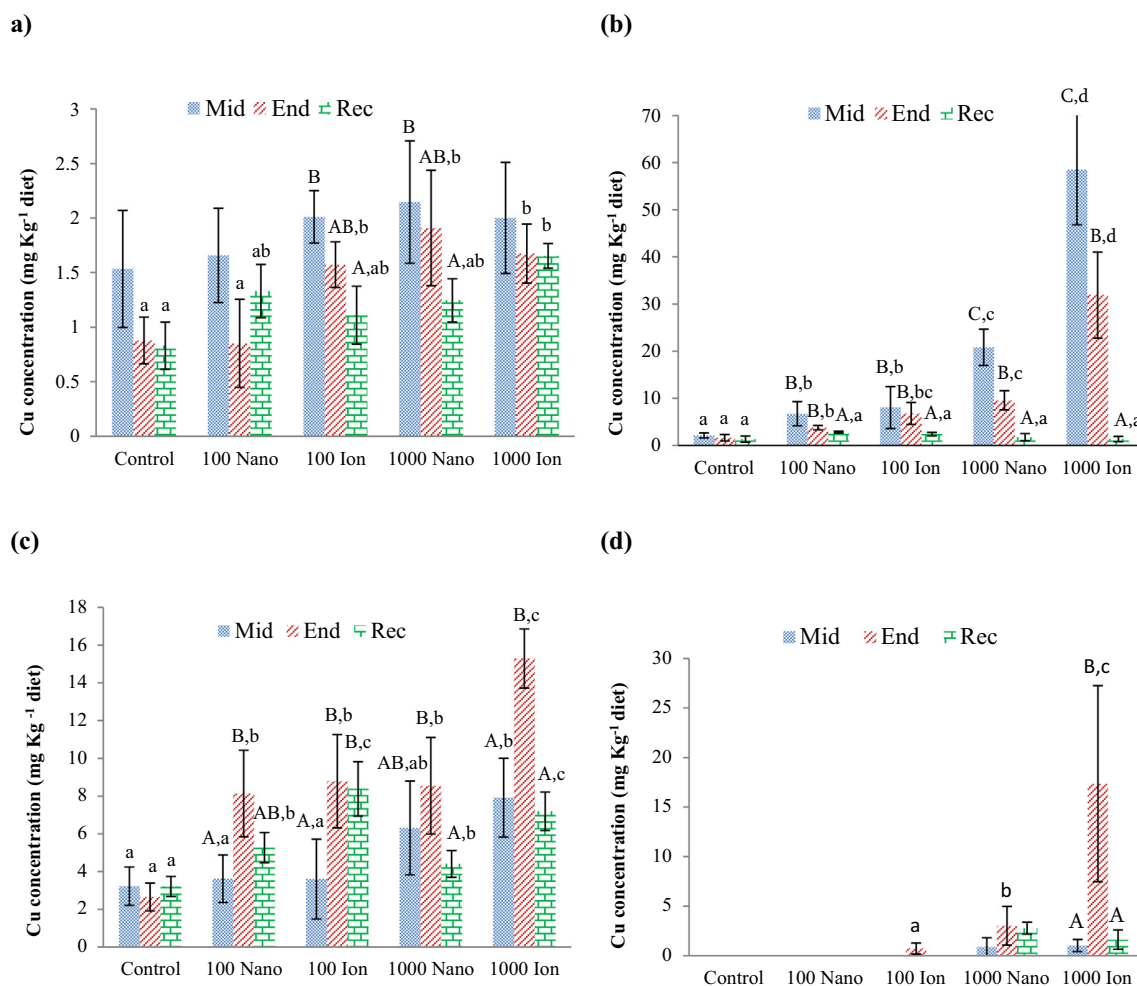 a)
Mid End Rec
Cu concentration (mg Kg⁻¹ diet)
3
2.5
2
1.5
1
0.5
0
a a
a ab
B AB,b A,ab
B AB,b A,ab
b b
Control 100 Nano 100 Ion 1000 Nano 1000 Ion
(b)
Mid End Rec
Cu concentration (mg Kg⁻¹ diet)
70
60
50
40
30
20
10
0
a a a
B,b B,b A,a
B,b B,bc A,a
C,c B,c A,a
C,d B,d A,a
Control 100 Nano 100 Ion 1000 Nano 1000 Ion
(c)
Mid End Rec
Cu concentration (mg Kg ⁻¹ diet)
18
16
14
12
10
8
6
4
2
0
a a a
A,a B,b AB,b
A,a B,b B,c
AB,ab B,b A,b
A,b B,c A,c
Control 100 Nano 100 Ion 1000 Nano 1000 Ion
(d)
Mid End Rec
Cu concentration (mg Kg⁻¹ diet)
30
25
20
15
10
5
0
a
b
A B,c A
Control 100 Nano 100 Ion 1000 Nano 1000 Ion